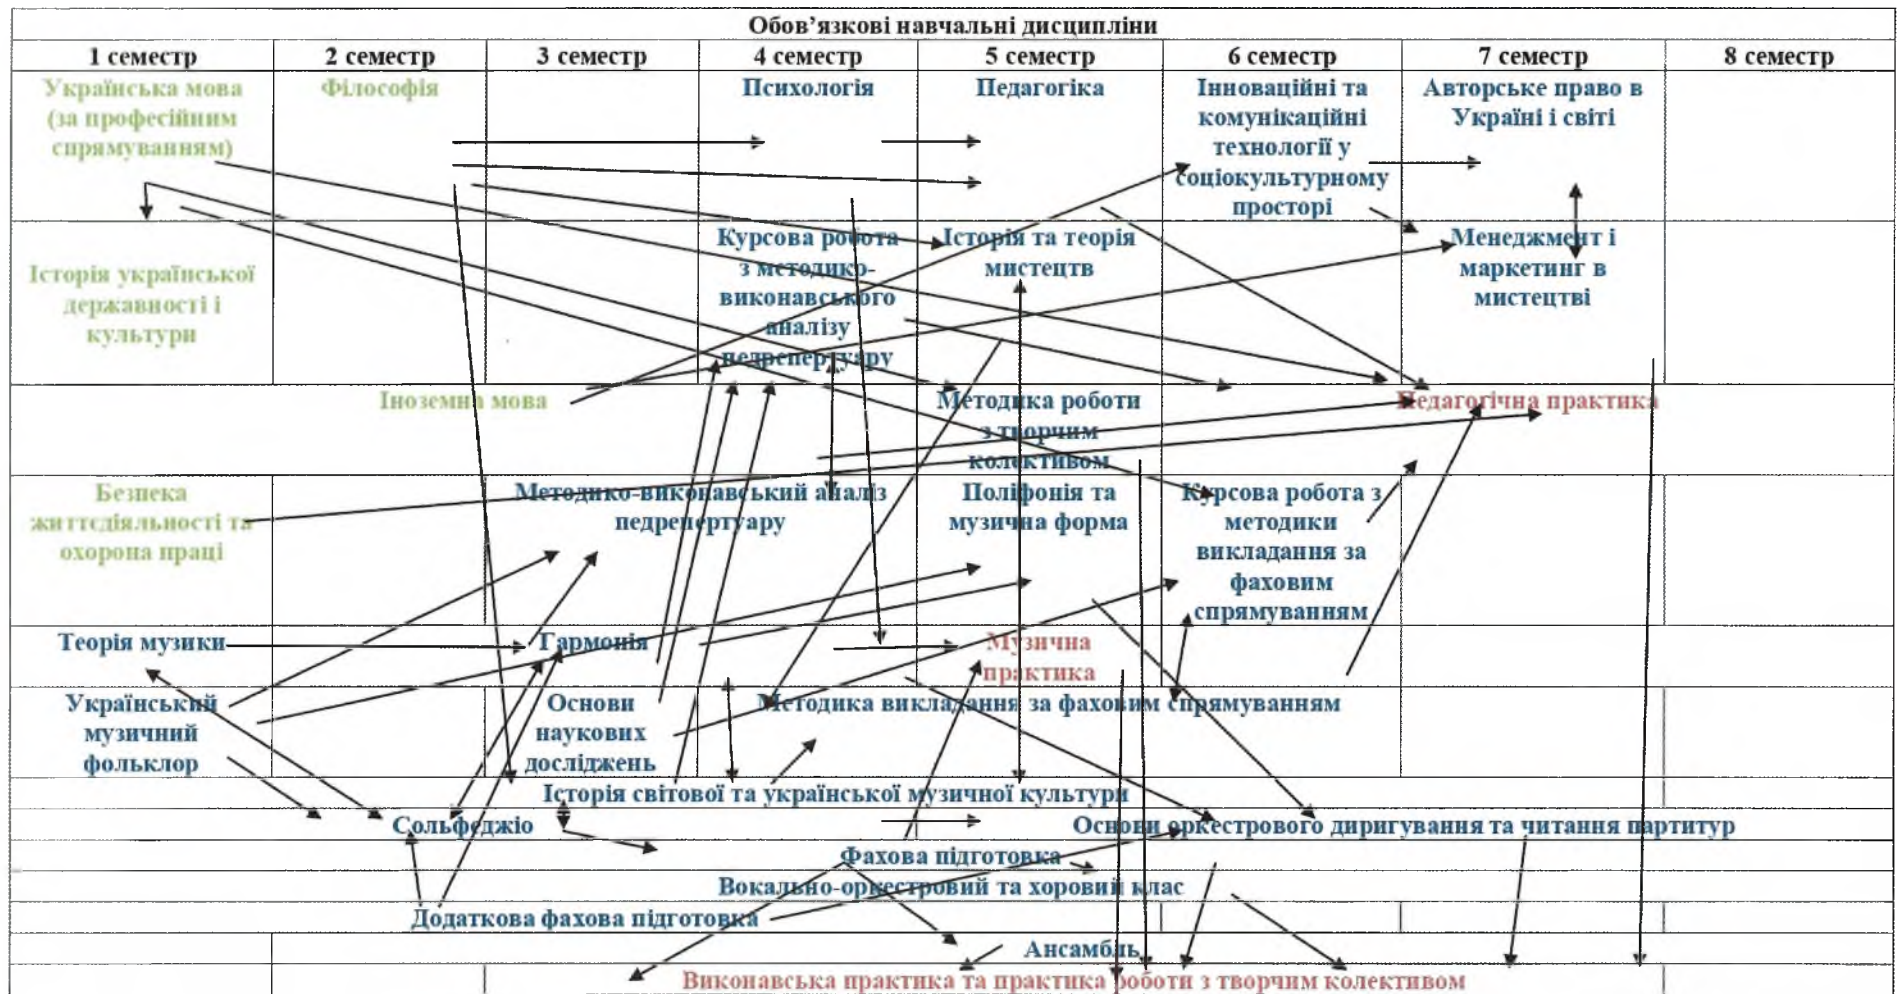 Обов’язкові навчальні дисципліни
1 семестр
2 семестр
3 семестр
4 семестр
5 семестр
6 семестр
7 семестр
8 семестр
Українська мова
(за професійним
спрямуванням)
Філософія
Психологія
Педагогіка
Інноваційні та
комунікаційні
технології у
соціокультурному
просторі
Авторське право в
Україні і світі
Історія української
державності і
культури
Курсова робота
з методико-
виконавського
аналізу
педрепертуару
Історія та теорія
мистецтв
Менеджмент і
маркетинг в
мистецтві
Іноземна мова
Методика роботи
з творчим
колективом
Педагогічна практика
Безпека
життєдіяльності та
охорона праці
Методико-виконавський аналіз
педрепертуару
Поліфонія та
музична форма
Курсова робота з
методики
викладання за
фаховим
спрямуванням
Теорія музики
Гармонія
Музична
практика
Український
музичний
фольклор
Основи
наукових
досліджень
Методика викладання за фаховим спрямуванням
Історія світової та української музичної культури
Сольфеджіо
Основи оркестрового диригування та читання партитур
Фахова підготовка
Вокально-оркестровий та хоровий клас
Додаткова фахова підготовка
Ансамбль
Виконавська практика та практика роботи з творчим колективом